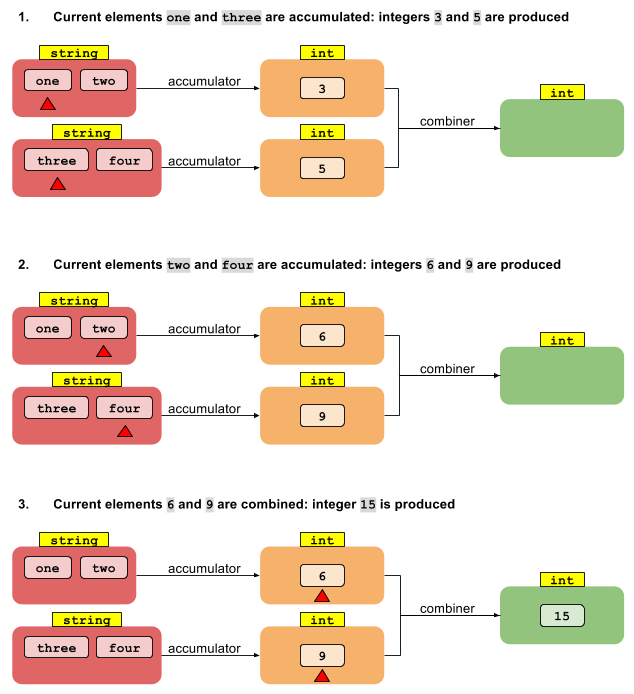 1. Current elements one and three are accumulated: integers 3 and 5 are produced
string
int
one two
accumulator
3
int
string
int
combiner
three four
accumulator
5
2. Current elements two and four are accumulated: integers 6 and 9 are produced
string
int
one two
accumulator
6
int
string
int
combiner
three four
accumulator
9
3. Current elements 6 and 9 are combined: integer 15 is produced
string
int
one two
accumulator
6
int
string
int
combiner
15
three four
accumulator
9